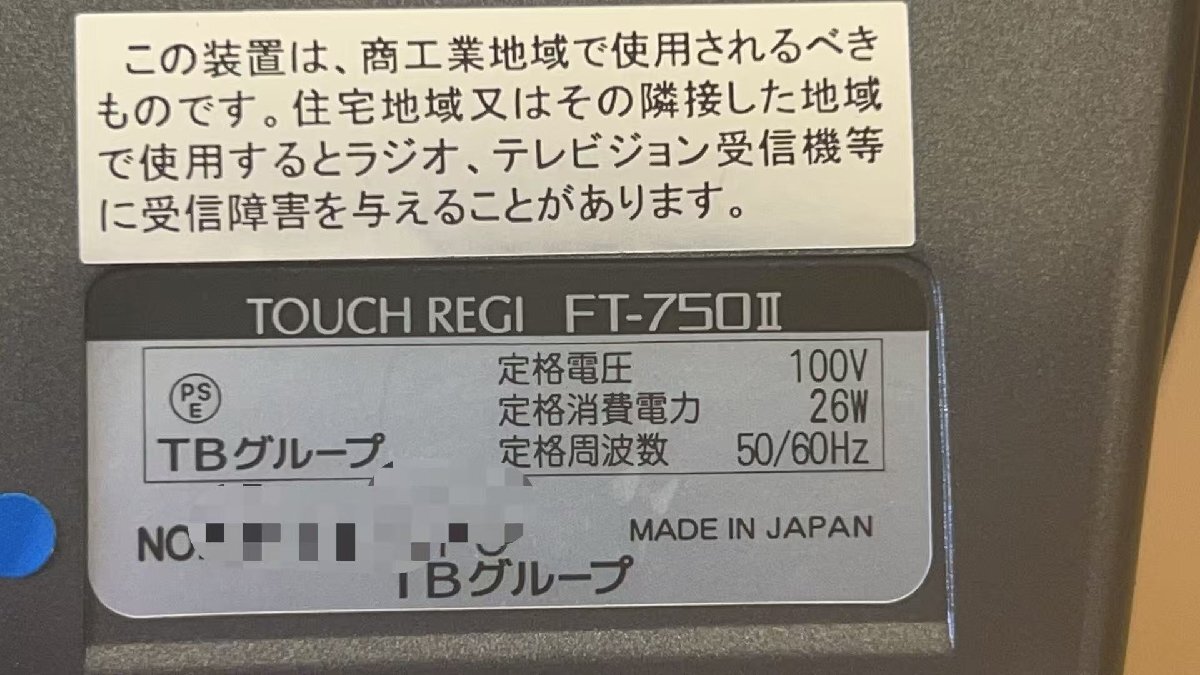 この装置は、商工業地域で使用されるべき
ものです。住宅地域又はその隣接した地域
で使用するとラジオ、テレビジョン受信機等
に受信障害を与えることがあります。
TOUCH REGI FT-750II
定格電圧 100V
PS
E
定格消費電力 26W
TBグループ 定格周波数 50/60Hz
NO.
MADE IN JAPAN
TBグループ